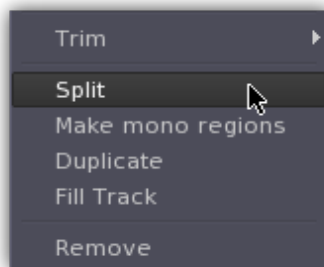 Trim
Split
Make mono regions
Duplicate
Fill Track
Remove